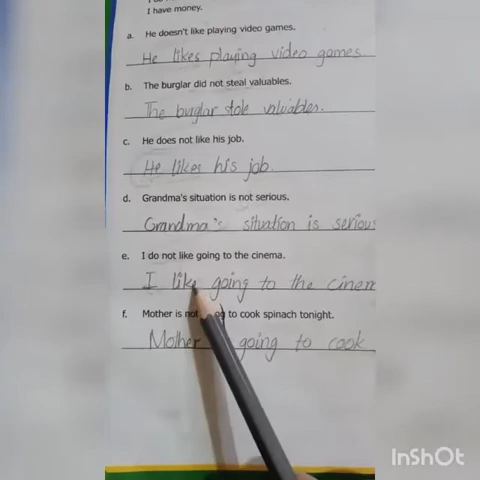 I have money.
a. He doesn't like playing video games.
He likes playing video games.
b. The burglar did not steal valuables.
The burglar stole valuables.
c. He does not like his job.
He likes his job.
d. Grandma's situation is not serious.
Grandma's situation is seriou
e. I do not like going to the cinema.
I like going to the cinem
f. Mother is not to cook spinach tonight.
Mother going to cook
InShOt